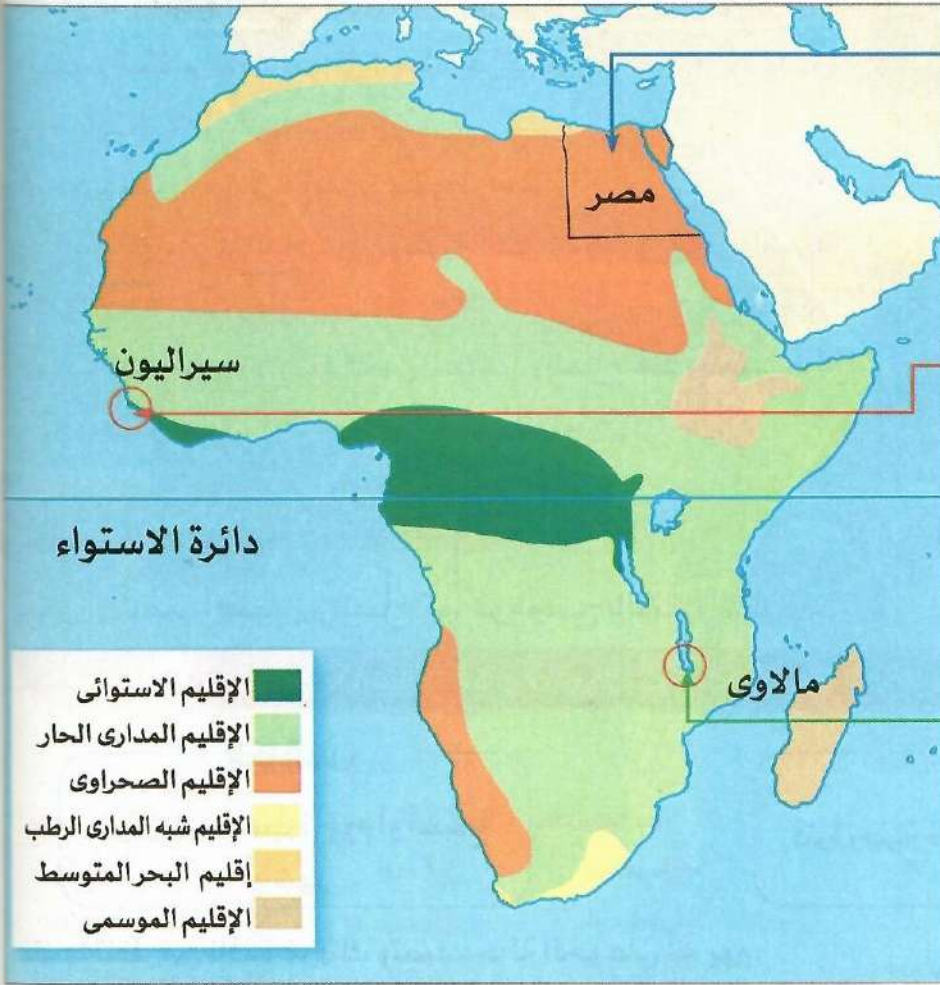 مصر
سيراليون
دائرة الاستواء
مالاوى
الإقليم الاستوائى
الإقليم المدارى الحار
الإقليم الصحراوى
الإقليم شبه المدارى الرطب
إقليم البحر المتوسط
الإقليم الموسمى